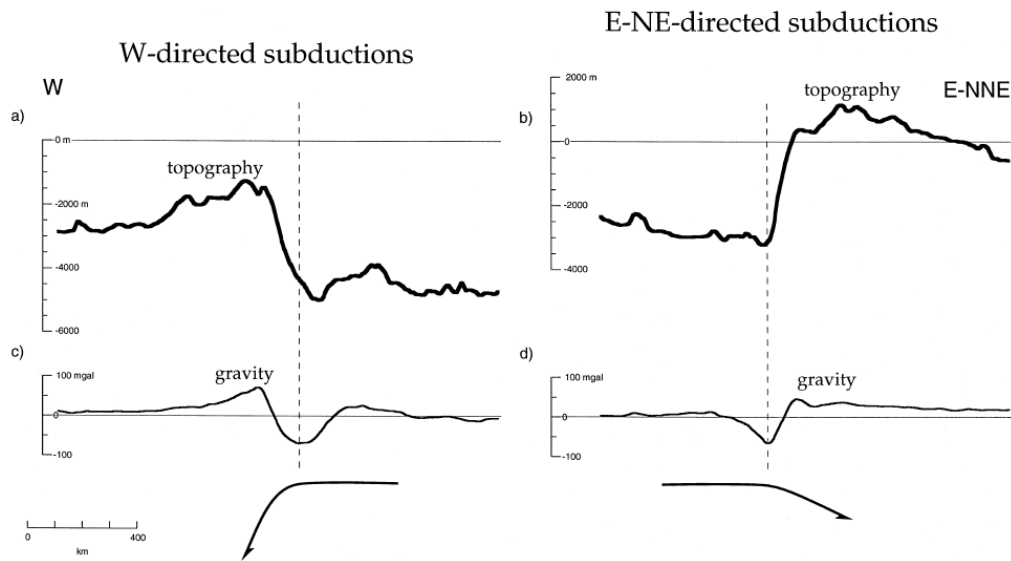 W-directed subductions
E-NE-directed subductions
W
a)
0 m
-2000 m
-4000
-6000
topography
b)
2000 m
0
-2000
-4000
topography
E-NNE
c)
100 mgal
0
-100
gravity
d)
100 mgal
0
-100
gravity
0
400
km